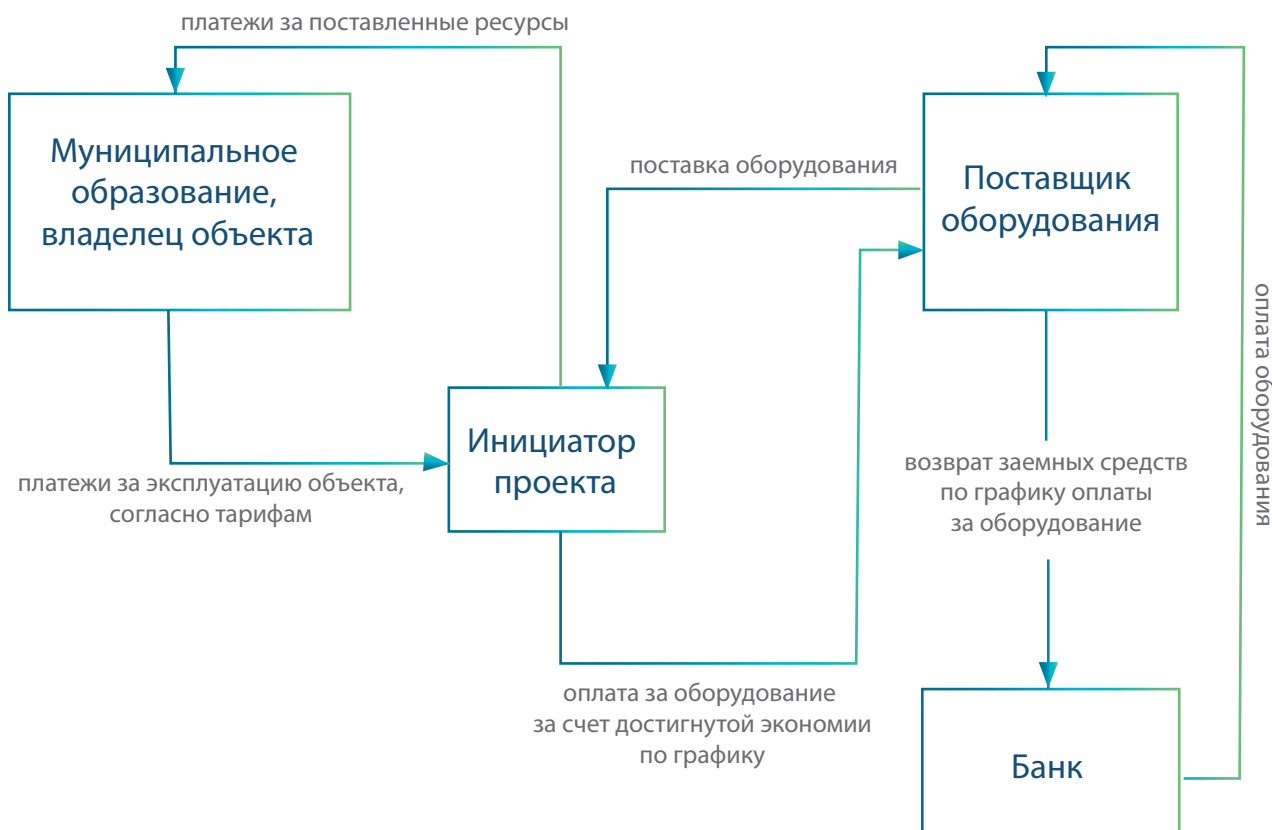 платежи за поставленные ресурсы
Муниципальное
образование,
владелец объекта
поставка оборудования
Поставщик
оборудования
оплата оборудования
Инициатор
проекта
платежи за эксплуатацию объекта,
согласно тарифам
возврат заемных средств
по графику оплаты
за оборудование
оплата за оборудование
за счет достигнутой экономии
по графику
Банк